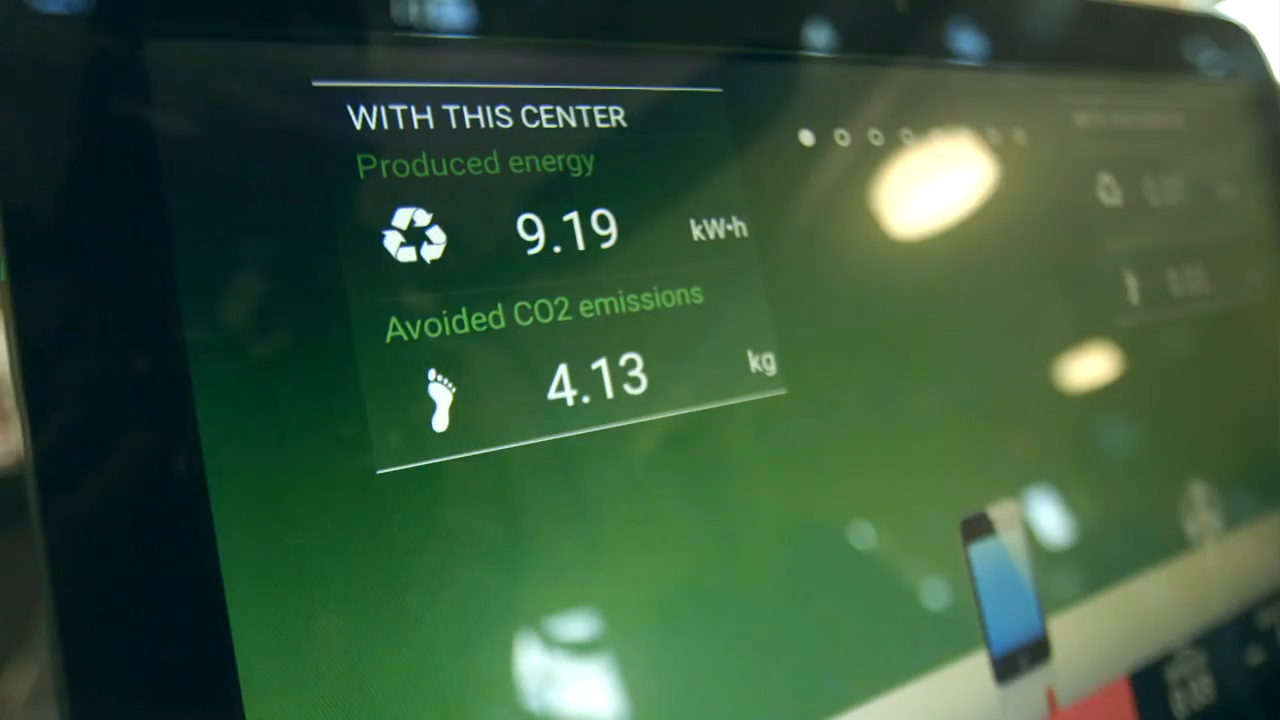 WITH THIS CENTER
Produced energy
9.19 kW·h
Avoided CO2 emissions
4.13 kg